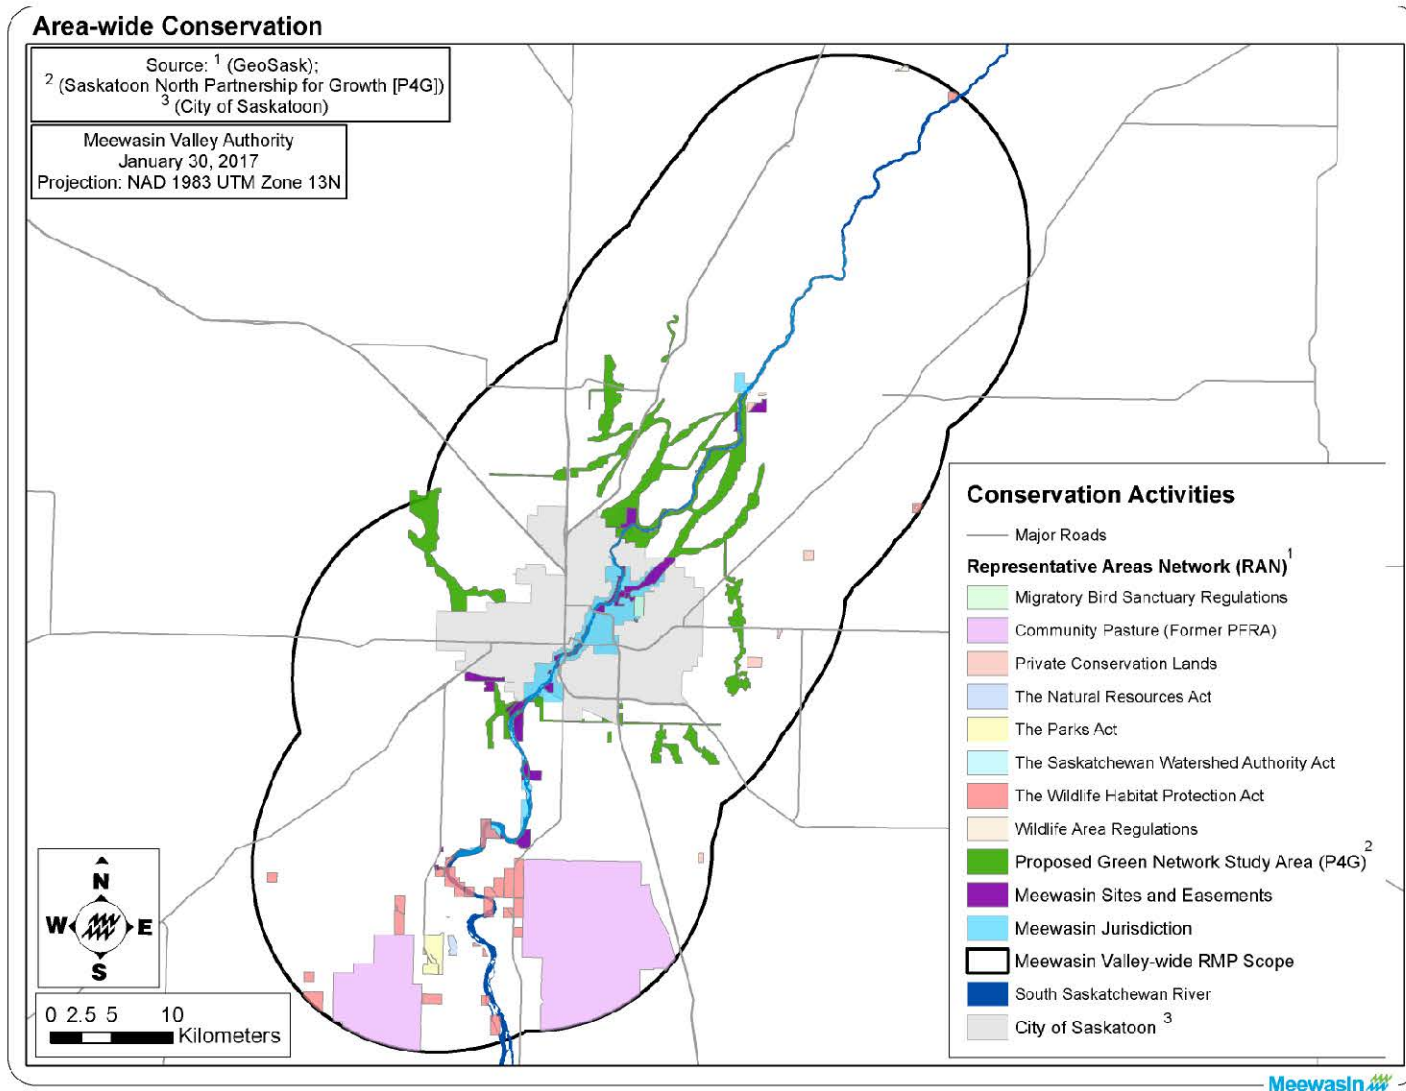 Area-wide Conservation
Source: 1 (GeoSask);
2 (Saskatoon North Partnership for Growth [P4G])
3 (City of Saskatoon)
Meewasin Valley Authority
January 30, 2017
Projection: NAD 1983 UTM Zone 13N
Conservation Activities
Major Roads
Representative Areas Network (RAN) 1
Migratory Bird Sanctuary Regulations
Community Pasture (Former PFRA)
Private Conservation Lands
The Natural Resources Act
The Parks Act
The Saskatchewan Watershed Authority Act
The Wildlife Habitat Protection Act
Wildlife Area Regulations
Proposed Green Network Study Area (P4G) 2
Meewasin Sites and Easements
Meewasin Jurisdiction
Meewasin Valley-wide RMP Scope
South Saskatchewan River
City of Saskatoon 3
N
W E
S
0 2.5 5 10
Kilometers
Meewasin